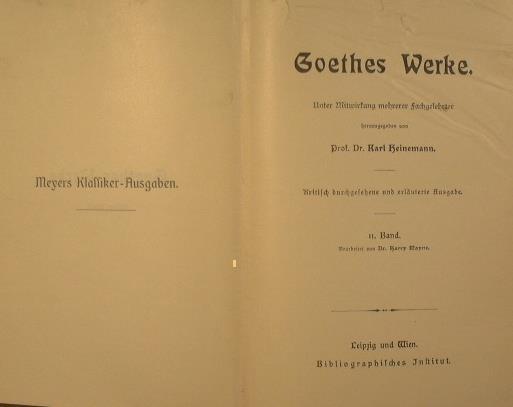 Meyers Klassiker-Ausgaben.
Goethes Werke.
Unter Mitwirkung mehrerer Fachgelehrter
herausgegeben von
Prof. Dr. Karl Heinemann.
Kritisch durchgesehene und erläuterte Ausgabe.
11. Band.
Bearbeitet von Dr. Harry Maync.
Leipzig und Wien.
Bibliographisches Institut.